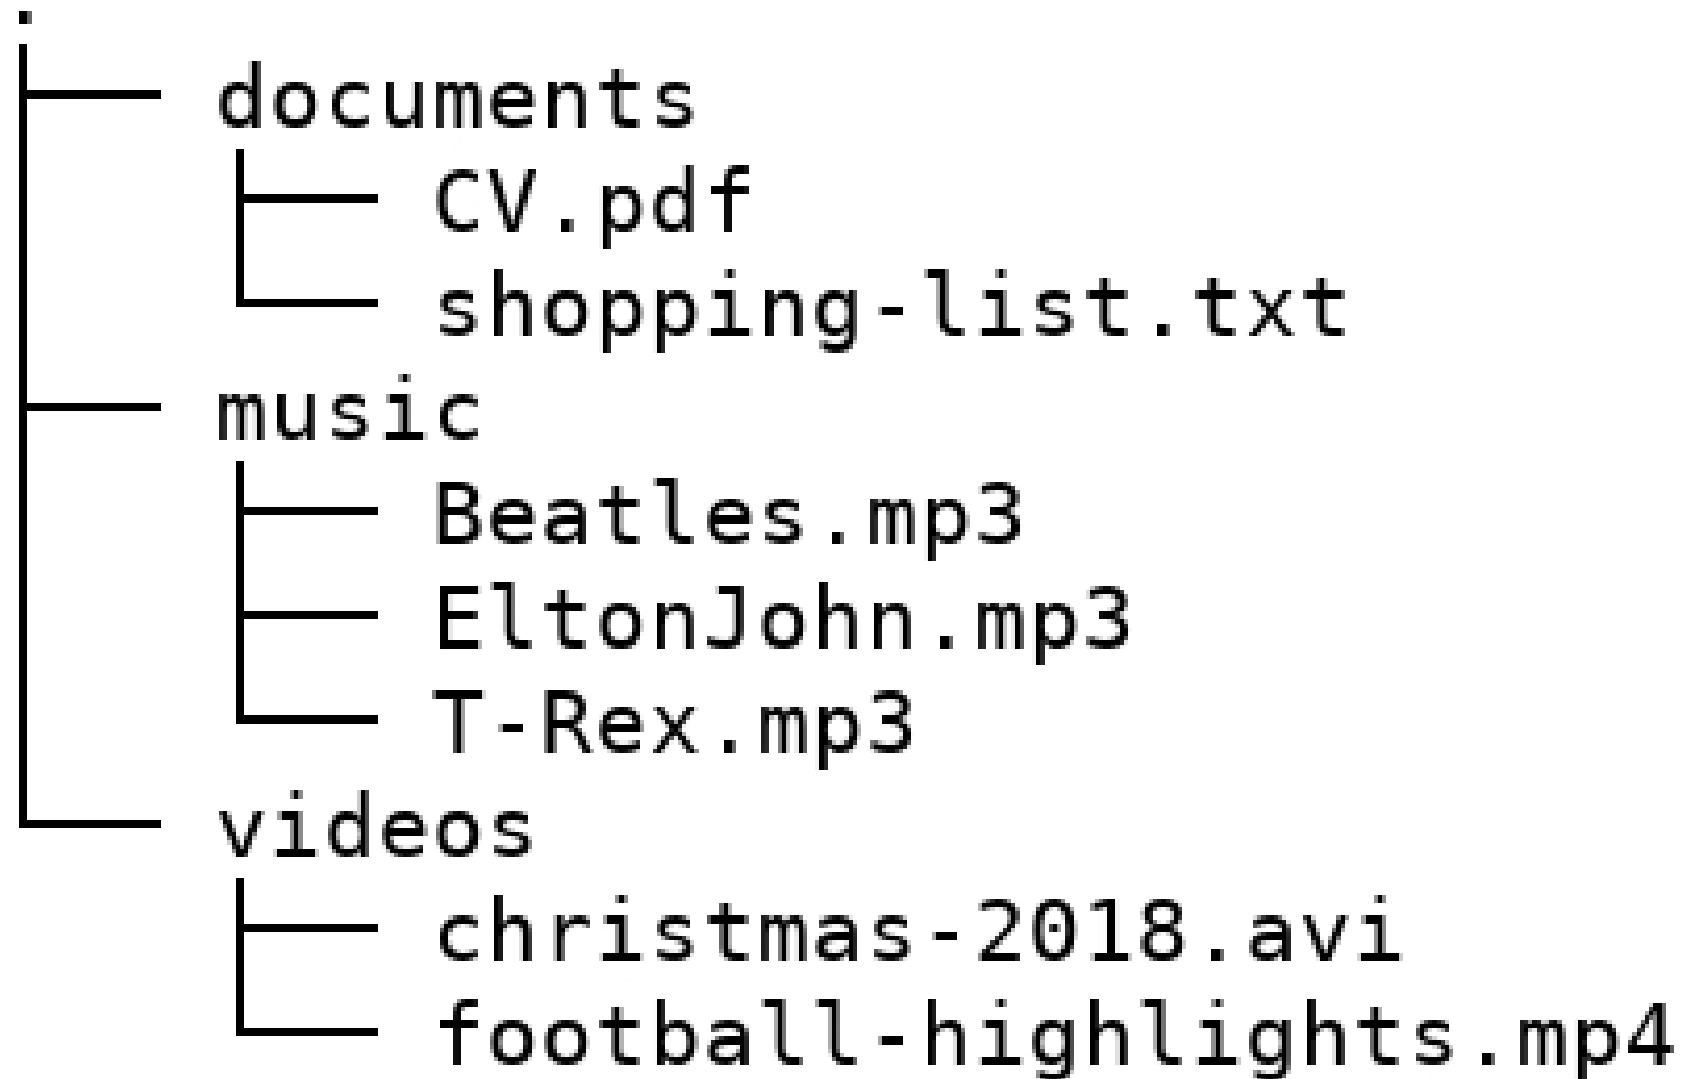 .
documents
CV.pdf
shopping-list.txt
music
Beatles.mp3
EltonJohn.mp3
T-Rex.mp3
videos
christmas-2018.avi
football-highlights.mp4